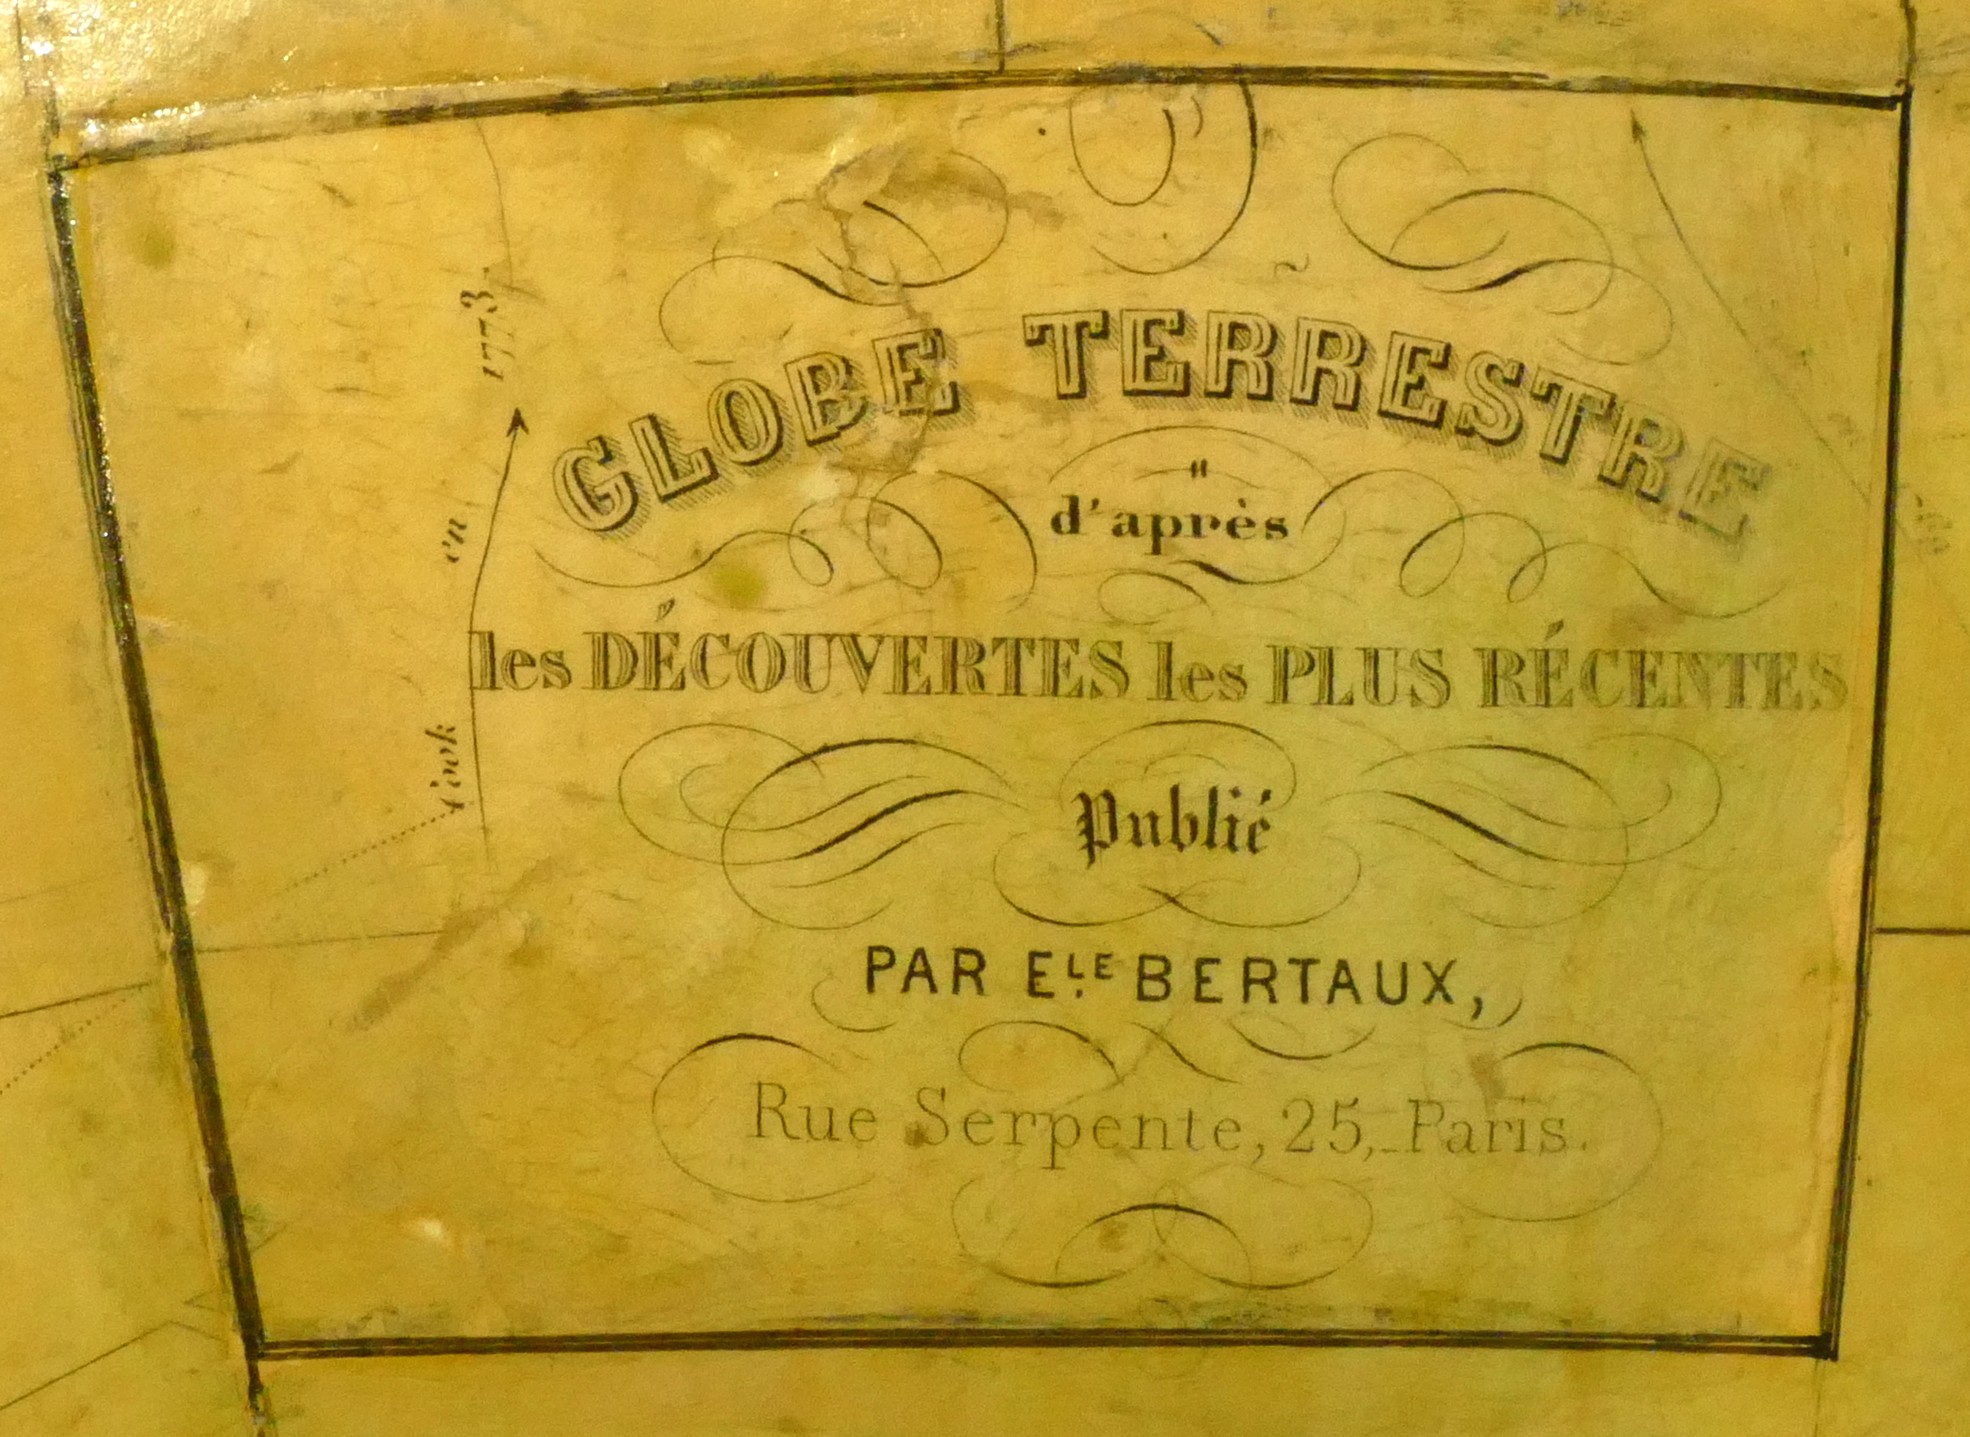 GLOBE TERRESTRE
d'après
les DÉCOUVERTES les PLUS RÉCENTES
Publié
PAR E.LE BERTAUX,
Rue Serpente, 25, Paris.
Cook en 1773